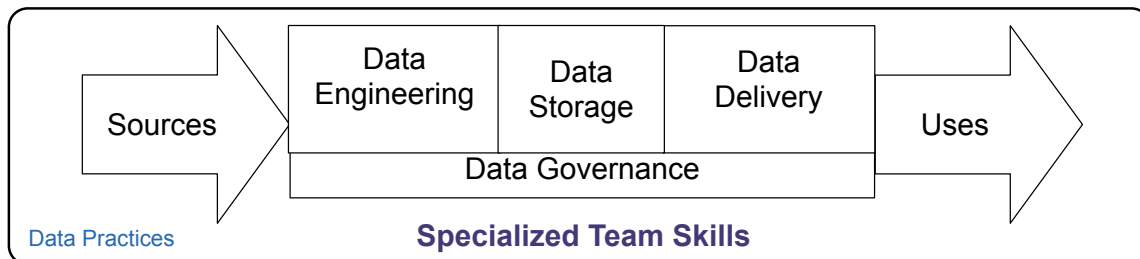 Sources
Data
Engineering
Data
Storage
Data
Delivery
Uses
Data Governance
Data Practices
Specialized Team Skills